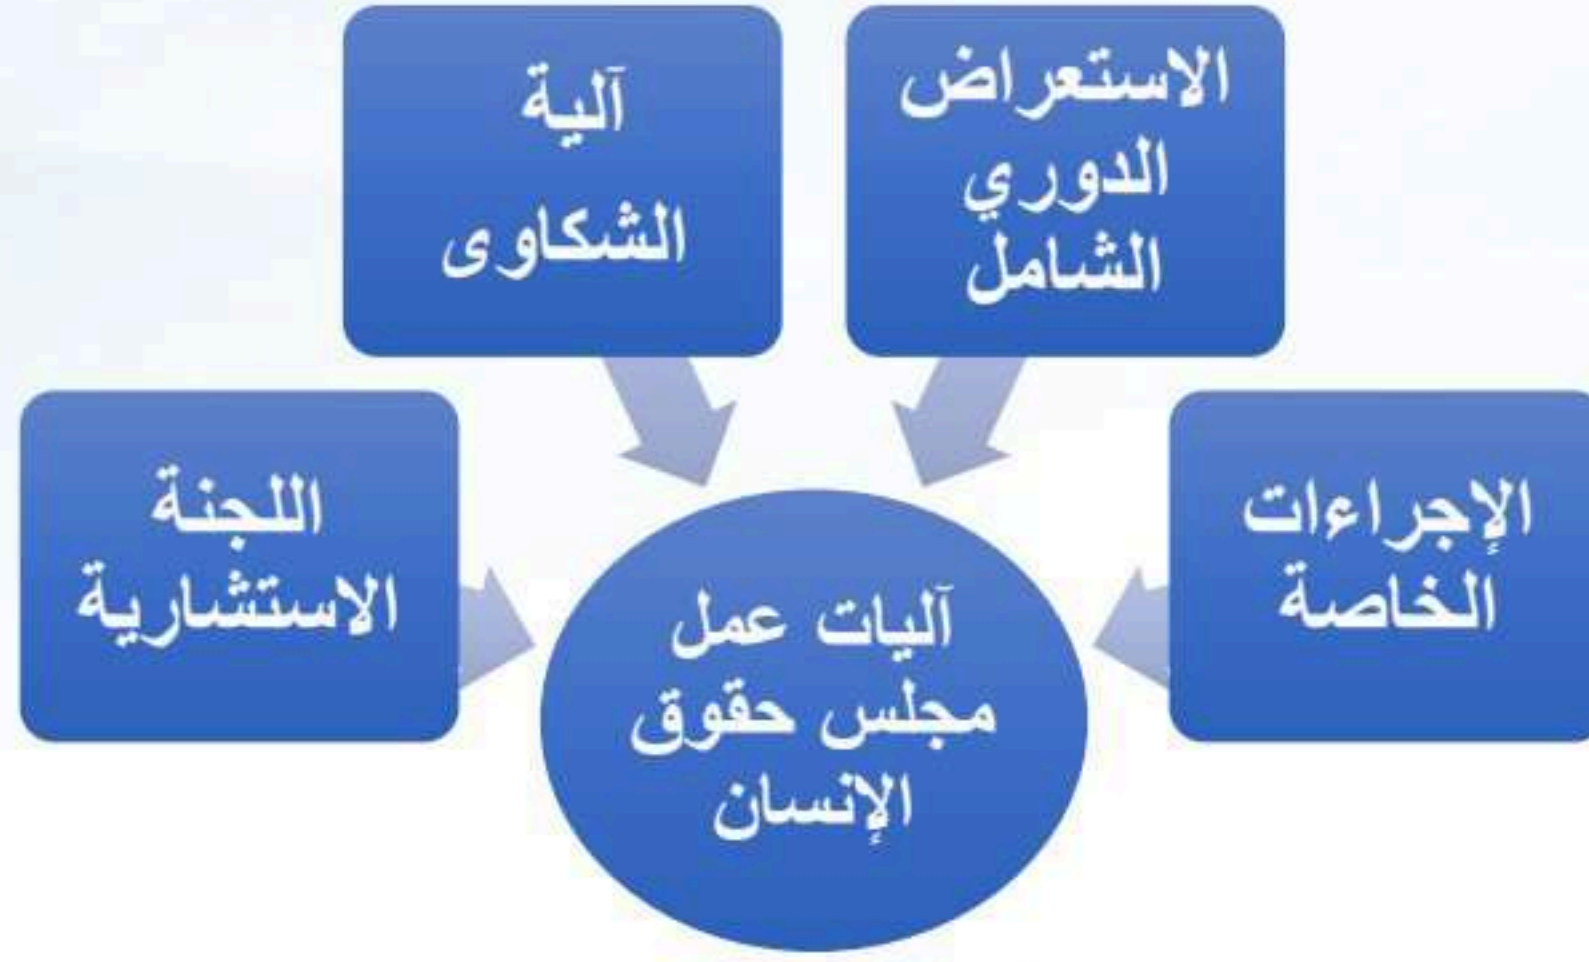 الاستعراض
الدوري
الشامل
آلية
الشكاوى
الإجراءات
الخاصة
اللجنة
الاستشارية
آليات عمل
مجلس حقوق
الإنسان